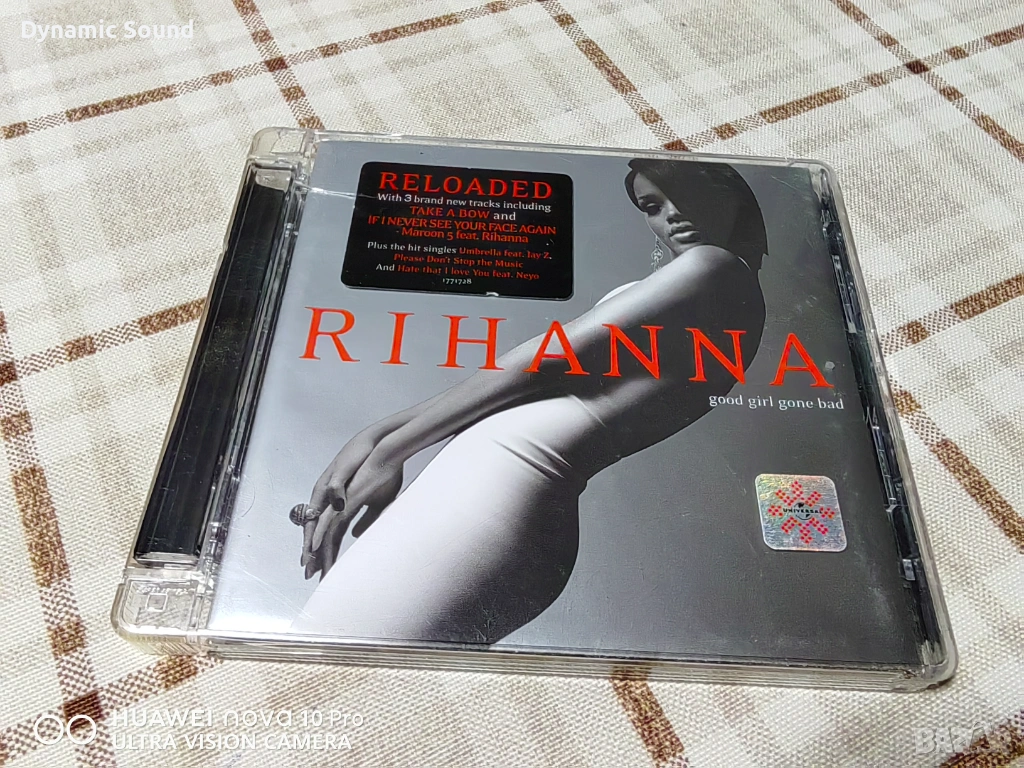 Dynamic Sound
RELOADED
With 3 brand new tracks including
TAKE A BOW and
IF I NEVER SEE YOUR FACE AGAIN
- Maroon 5 feat. Rihanna
Plus the hit singles Umbrella feat. Jay Z,
Please Don't Stop the Music
And Hate that I love You feat. Neyo
1771728
RIHANNA
good girl gone bad
UNIVERSAL
HUAWEI nova 10 Pro
ULTRA VISION CAMERA